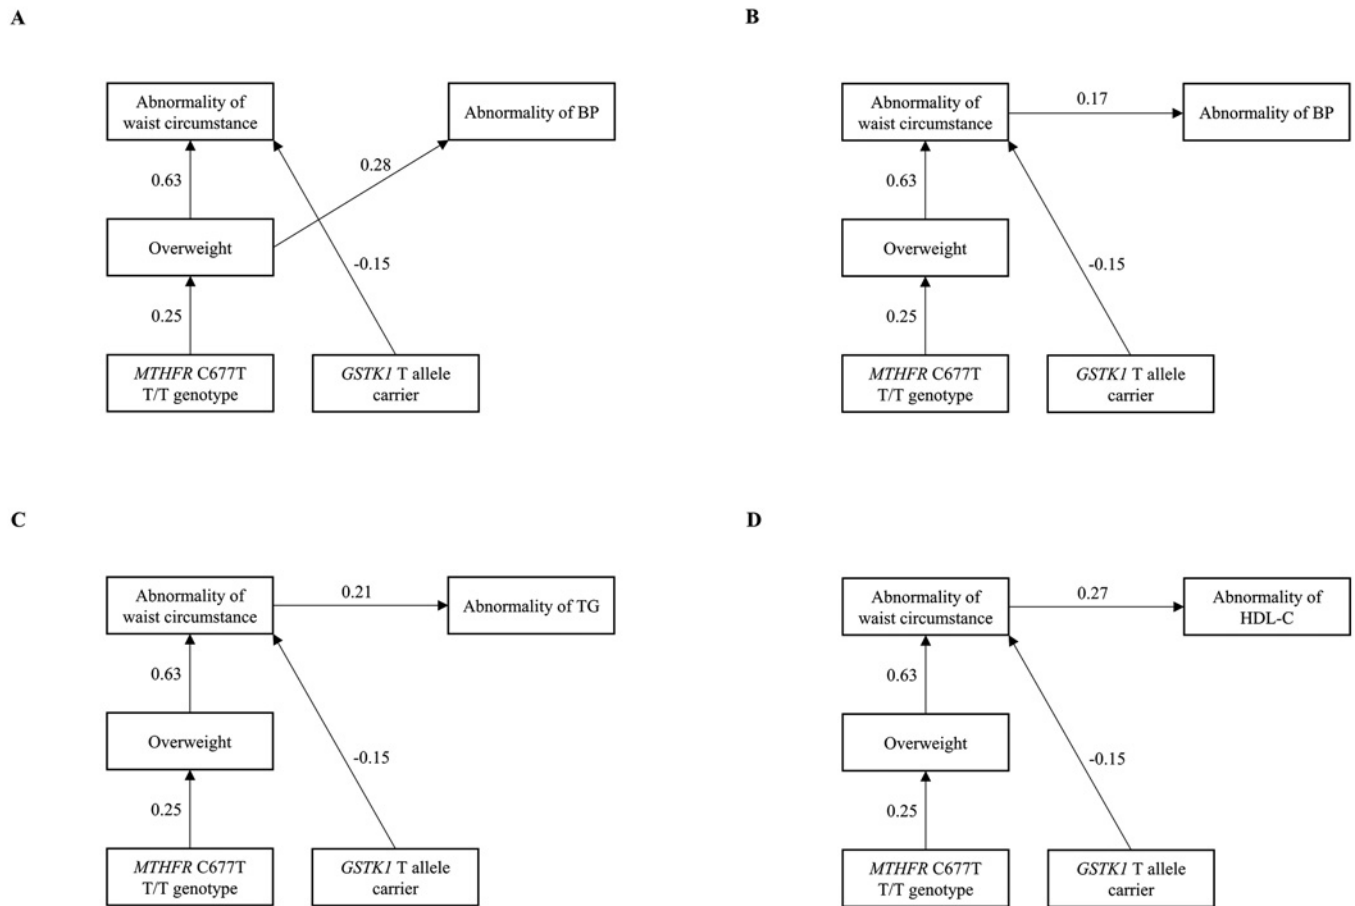 A
Abnormality of
waist circumstance
Abnormality of BP
0.28
0.63
Overweight
-0.15
0.25
MTHFR C677T
T/T genotype
GSTK1 T allele
carrier
B
Abnormality of
waist circumstance
0.17
Abnormality of BP
0.63
Overweight
-0.15
0.25
MTHFR C677T
T/T genotype
GSTK1 T allele
carrier
C
Abnormality of
waist circumstance
0.21
Abnormality of TG
0.63
Overweight
-0.15
0.25
MTHFR C677T
T/T genotype
GSTK1 T allele
carrier
D
Abnormality of
waist circumstance
0.27
Abnormality of
HDL-C
0.63
Overweight
-0.15
0.25
MTHFR C677T
T/T genotype
GSTK1 T allele
carrier